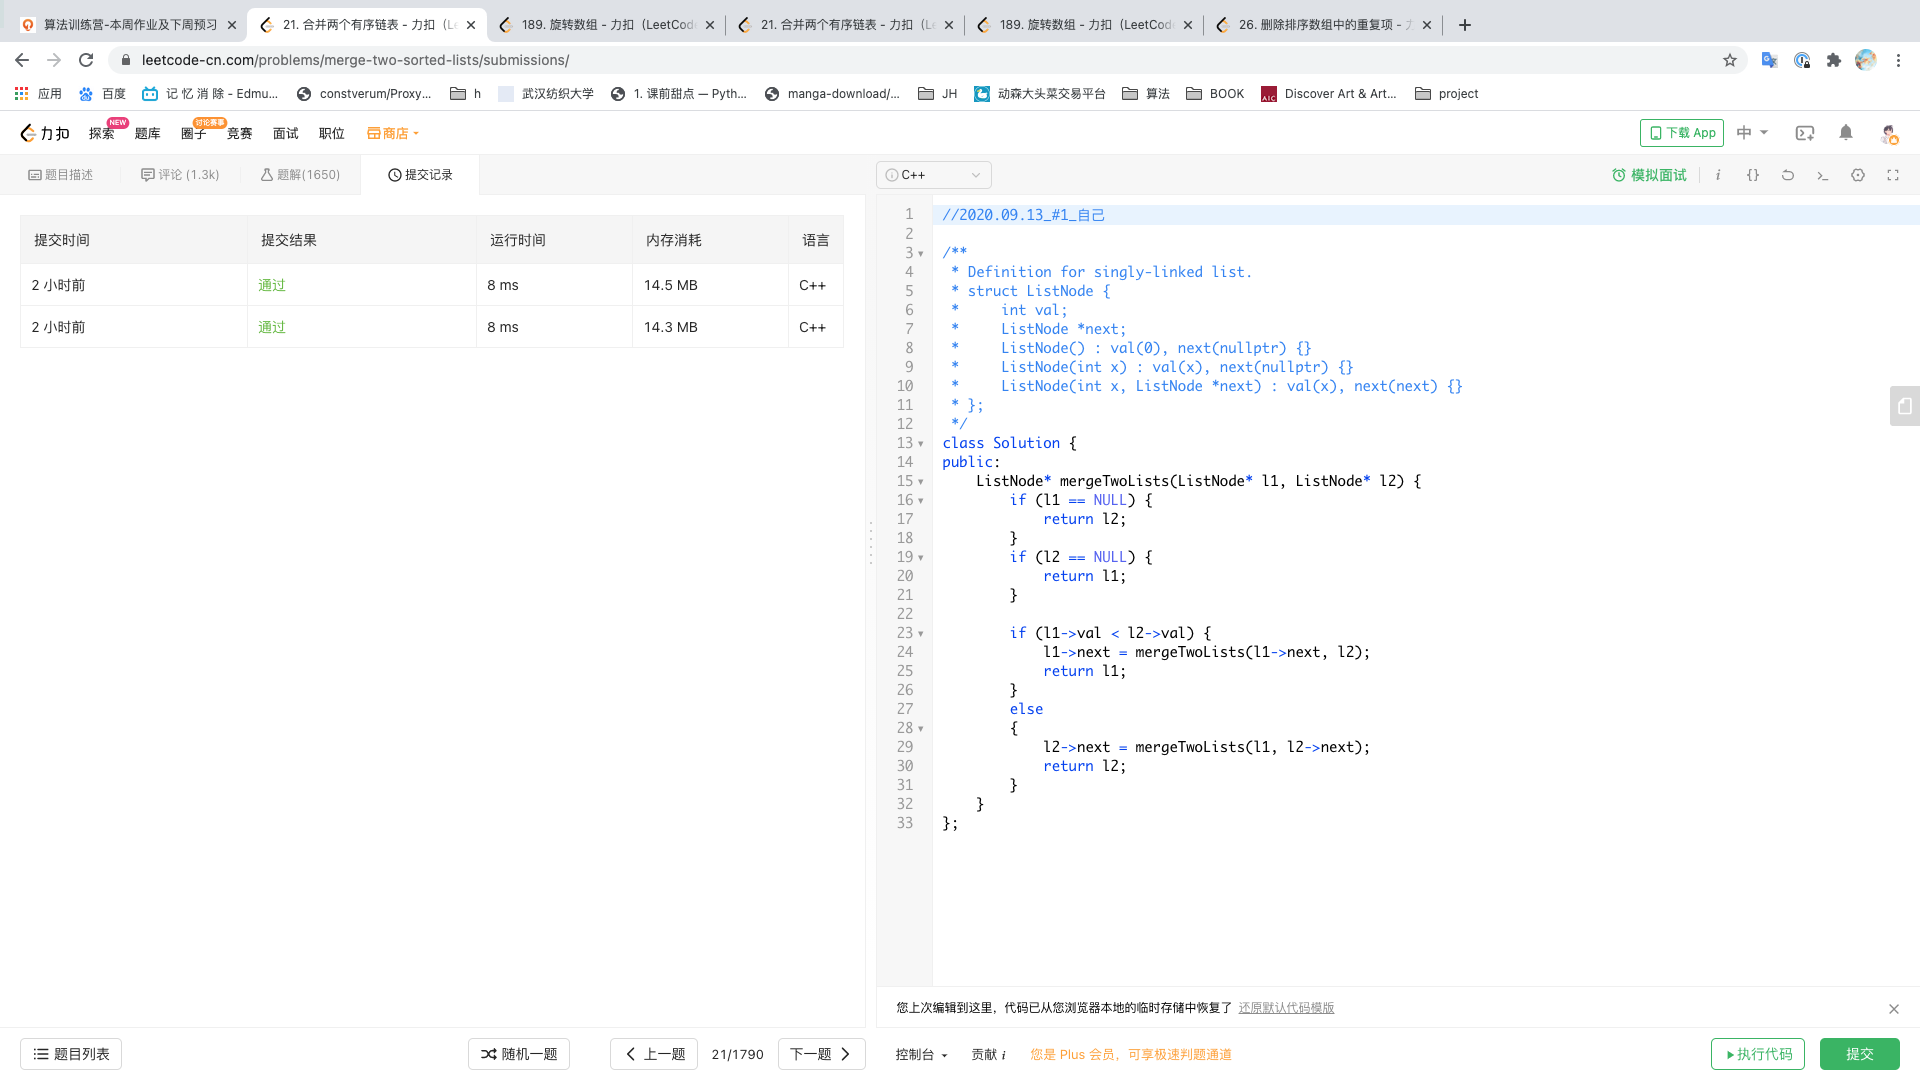 算法训练营-本周作业及下周预习
21. 合并两个有序链表 - 力扣（Le
189. 旋转数组 - 力扣（LeetCode
21. 合并两个有序链表 - 力扣（Le
189. 旋转数组 - 力扣（LeetCode
26. 删除排序数组中的重复项 - 力
leetcode-cn.com/problems/merge-two-sorted-lists/submissions/
应用 百度 记 忆 消 除 - Edmu... constverum/Proxy... h 武汉纺织大学 1. 课前甜点 — Pyth... manga-download/... JH 动森大头菜交易平台 算法 BOOK Discover Art & Art... project
力扣 探索 NEW 题库 圈子 讨论赛事 竞赛 面试 职位 商店 下载 App 中
题目描述 评论 (1.3k) 题解(1650) 提交记录 C++ 模拟面试
提交时间 提交结果 运行时间 内存消耗 语言
2 小时前 通过 8 ms 14.5 MB C++
2 小时前 通过 8 ms 14.3 MB C++
1 //2020.09.13_#1_自己
2
3 /**
4 * Definition for singly-linked list.
5 * struct ListNode {
6 *     int val;
7 *     ListNode *next;
8 *     ListNode() : val(0), next(nullptr) {}
9 *     ListNode(int x) : val(x), next(nullptr) {}
10 *     ListNode(int x, ListNode *next) : val(x), next(next) {}
11 * };
12 */
13 class Solution {
14 public:
15     ListNode* mergeTwoLists(ListNode* l1, ListNode* l2) {
16         if (l1 == NULL) {
17             return l2;
18         }
19         if (l2 == NULL) {
20             return l1;
21         }
22
23         if (l1->val < l2->val) {
24             l1->next = mergeTwoLists(l1->next, l2);
25             return l1;
26         }
27         else
28         {
29             l2->next = mergeTwoLists(l1, l2->next);
30             return l2;
31         }
32     }
33 };
您上次编辑到这里，代码已从您浏览器本地的临时存储中恢复了 还原默认代码模版
题目列表 随机一题 上一题 21/1790 下一题 控制台 贡献 i 您是 Plus 会员，可享极速判题通道 执行代码 提交